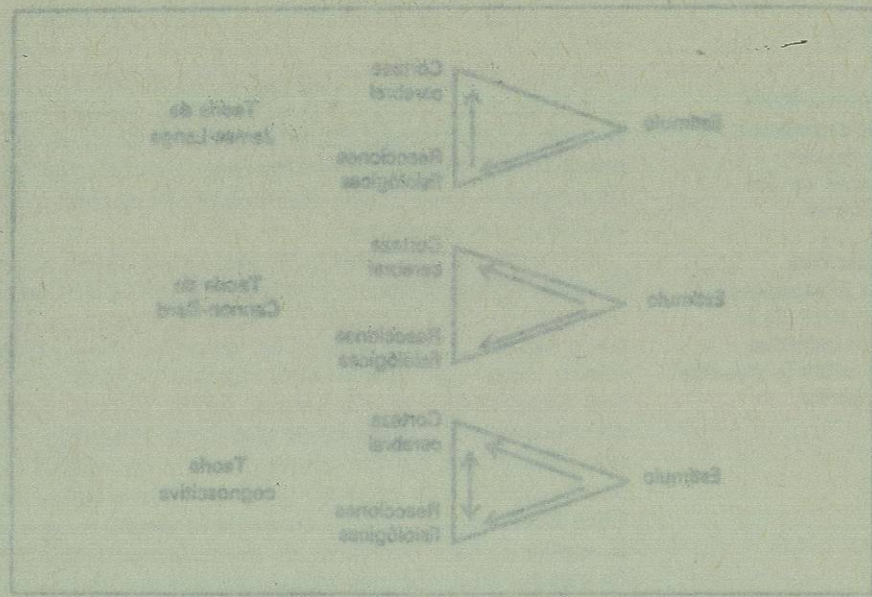 Estímulo
Corteza
cerebral
Reacciones
fisiológicas
Teoría de
James-Lange
Estímulo
Corteza
cerebral
Reacciones
fisiológicas
Teoría de
Cannon-Bard
Estímulo
Corteza
cerebral
Reacciones
fisiológicas
Teoría
cognoscitiva